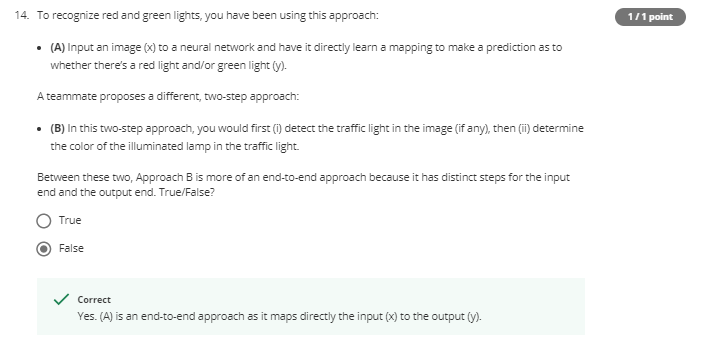 14. To recognize red and green lights, you have been using this approach:
1 / 1 point
• (A) Input an image (x) to a neural network and have it directly learn a mapping to make a prediction as to
whether there's a red light and/or green light (y).
A teammate proposes a different, two-step approach:
• (B) In this two-step approach, you would first (i) detect the traffic light in the image (if any), then (ii) determine
the color of the illuminated lamp in the traffic light.
Between these two, Approach B is more of an end-to-end approach because it has distinct steps for the input
end and the output end. True/False?
True
False
Correct
Yes. (A) is an end-to-end approach as it maps directly the input (x) to the output (y).